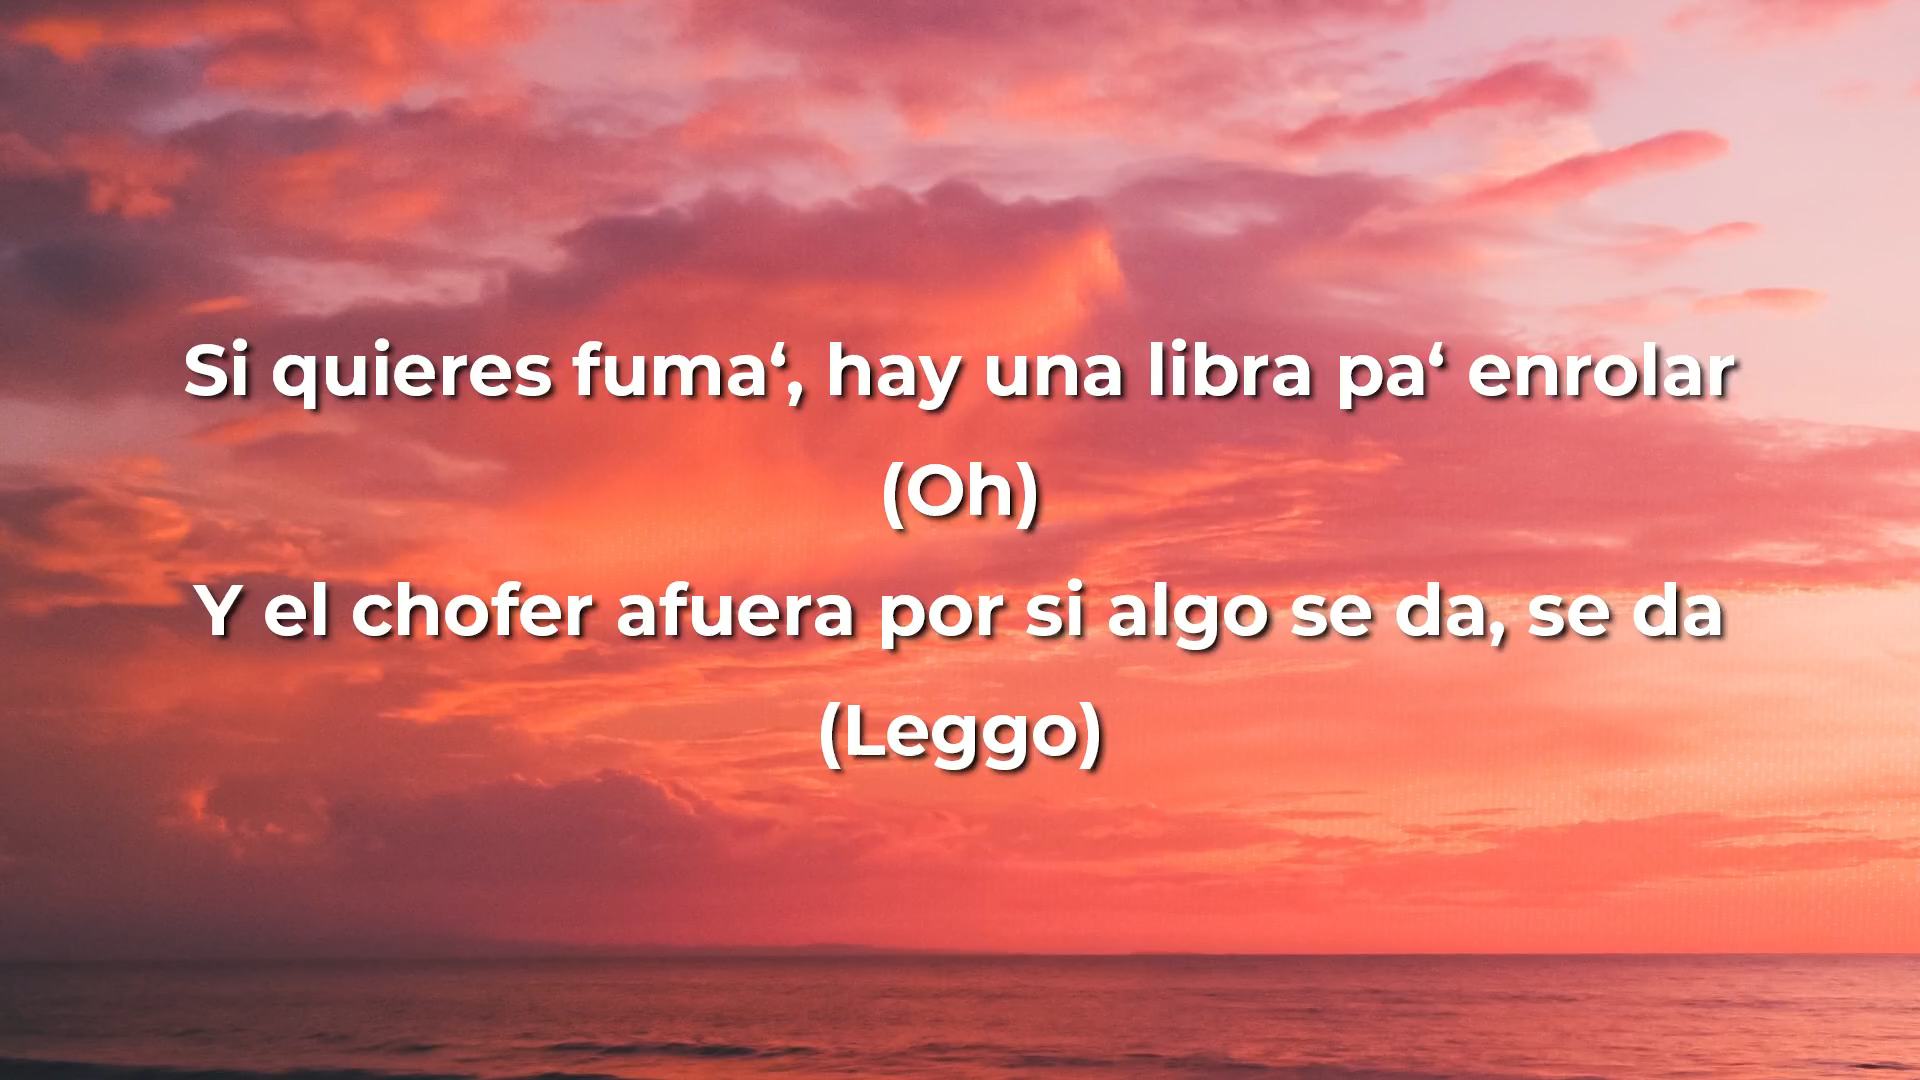 Si quieres fuma‘, hay una libra pa‘ enrolar
(Oh)
Y el chofer afuera por si algo se da, se da
(Leggo)